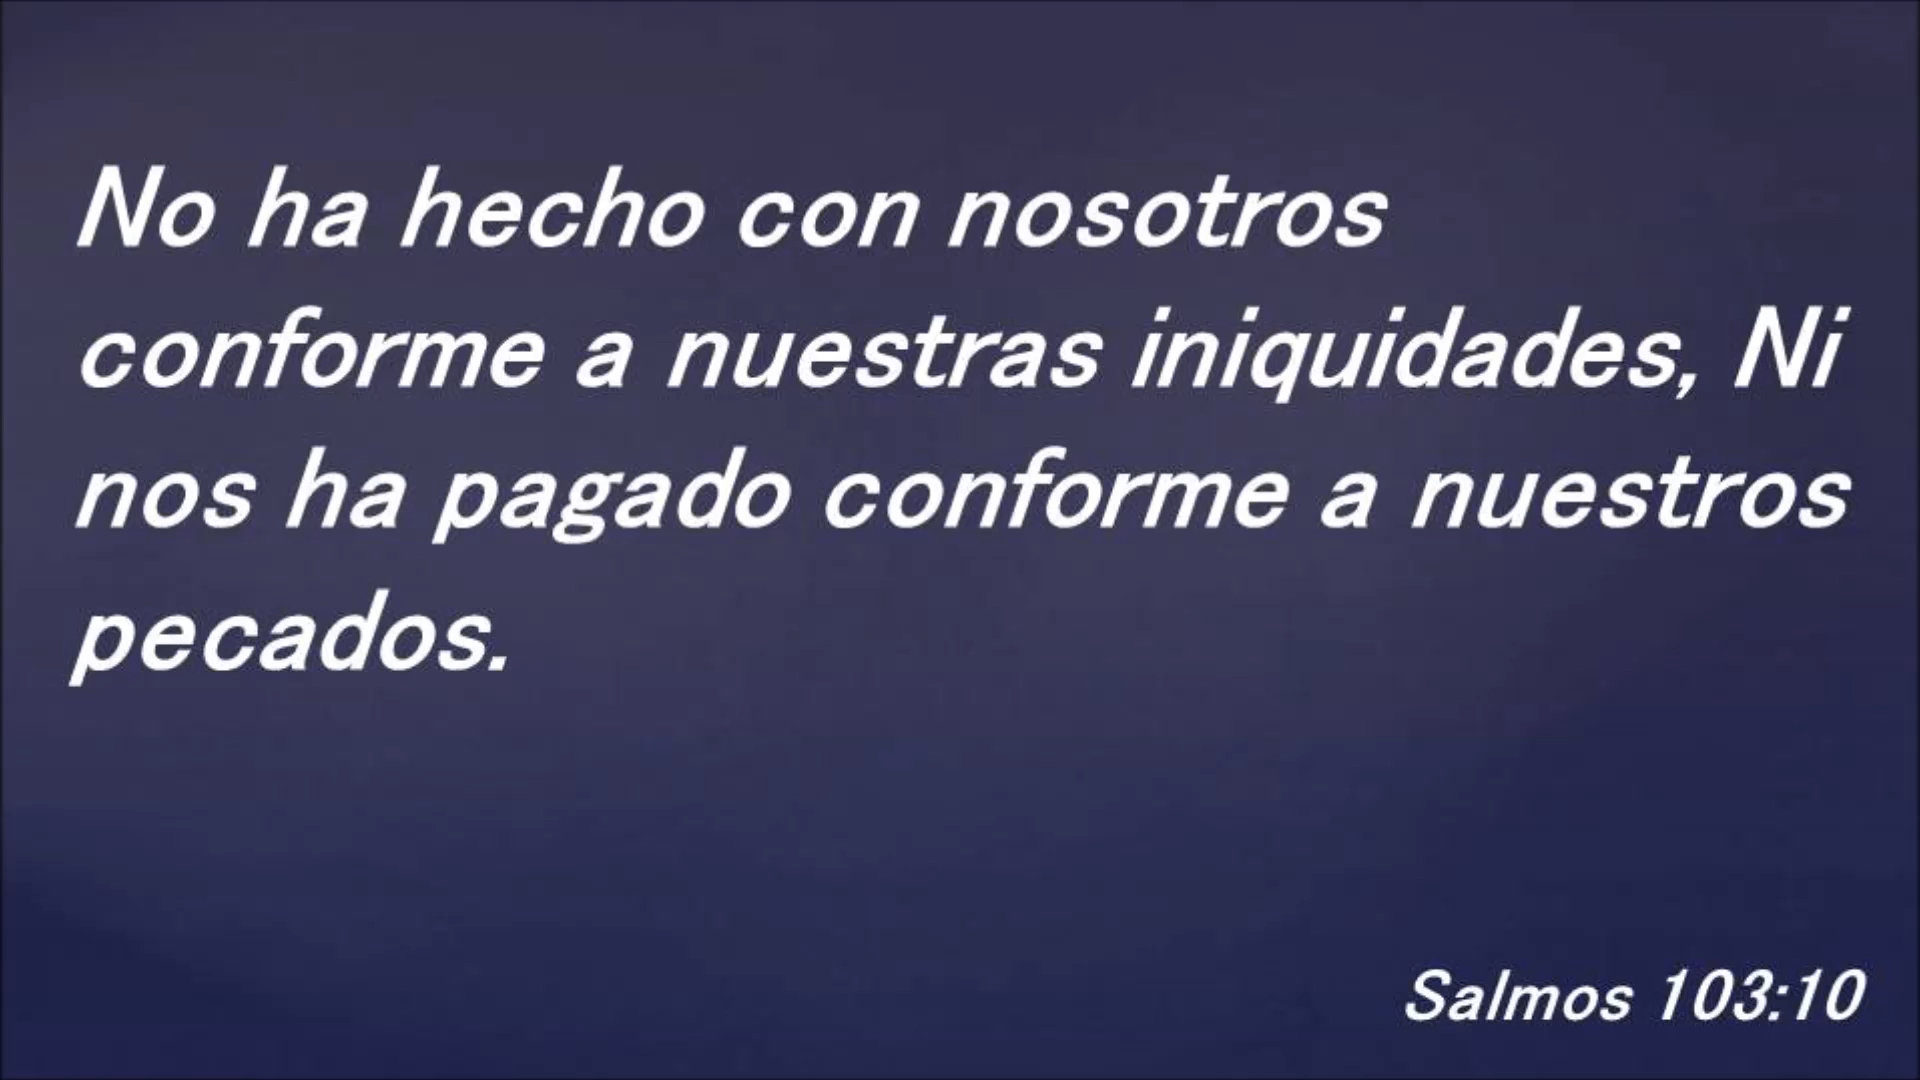 No ha hecho con nosotros
conforme a nuestras iniquidades, Ni
nos ha pagado conforme a nuestros
pecados.
Salmos 103:10